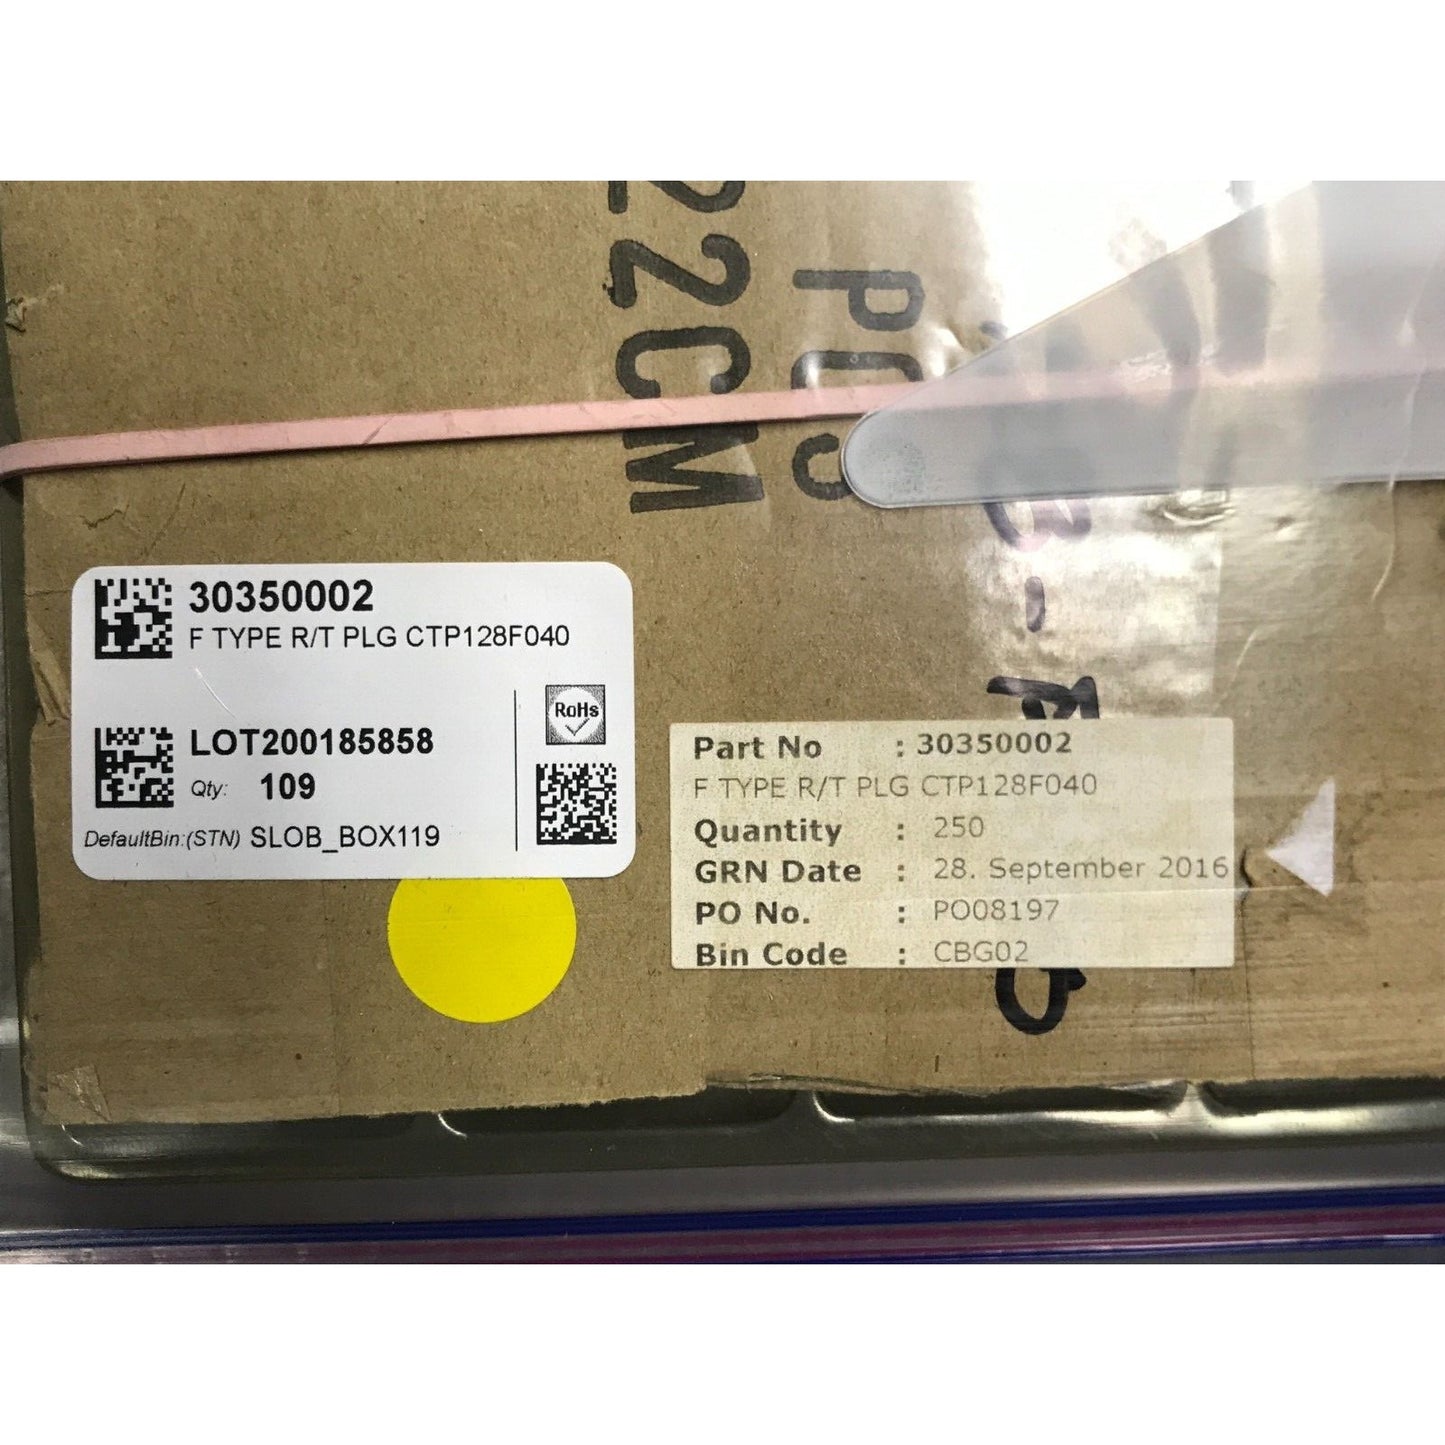 22CM
30350002
F TYPE R/T PLG CTP128F040
LOT200185858
Qty: 109
DefaultBin:(STN) SLOB_BOX119
RoHs
Part No : 30350002
F TYPE R/T PLG CTP128F040
Quantity : 250
GRN Date : 28. September 2016
PO No. : PO08197
Bin Code : CBG02